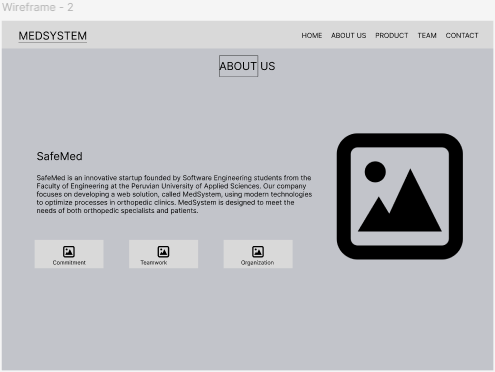 Wireframe - 2
MEDSYSTEM
HOME ABOUT US PRODUCT TEAM CONTACT
ABOUT US
SafeMed
SafeMed is an innovative startup founded by Software Engineering students from the
Faculty of Engineering at the Peruvian University of Applied Sciences. Our company
focuses on developing a web solution, called MedSystem, using modern technologies
to optimize processes in orthopedic clinics. MedSystem is designed to meet the
needs of both orthopedic specialists and patients.
Commitment Teamwork Organization